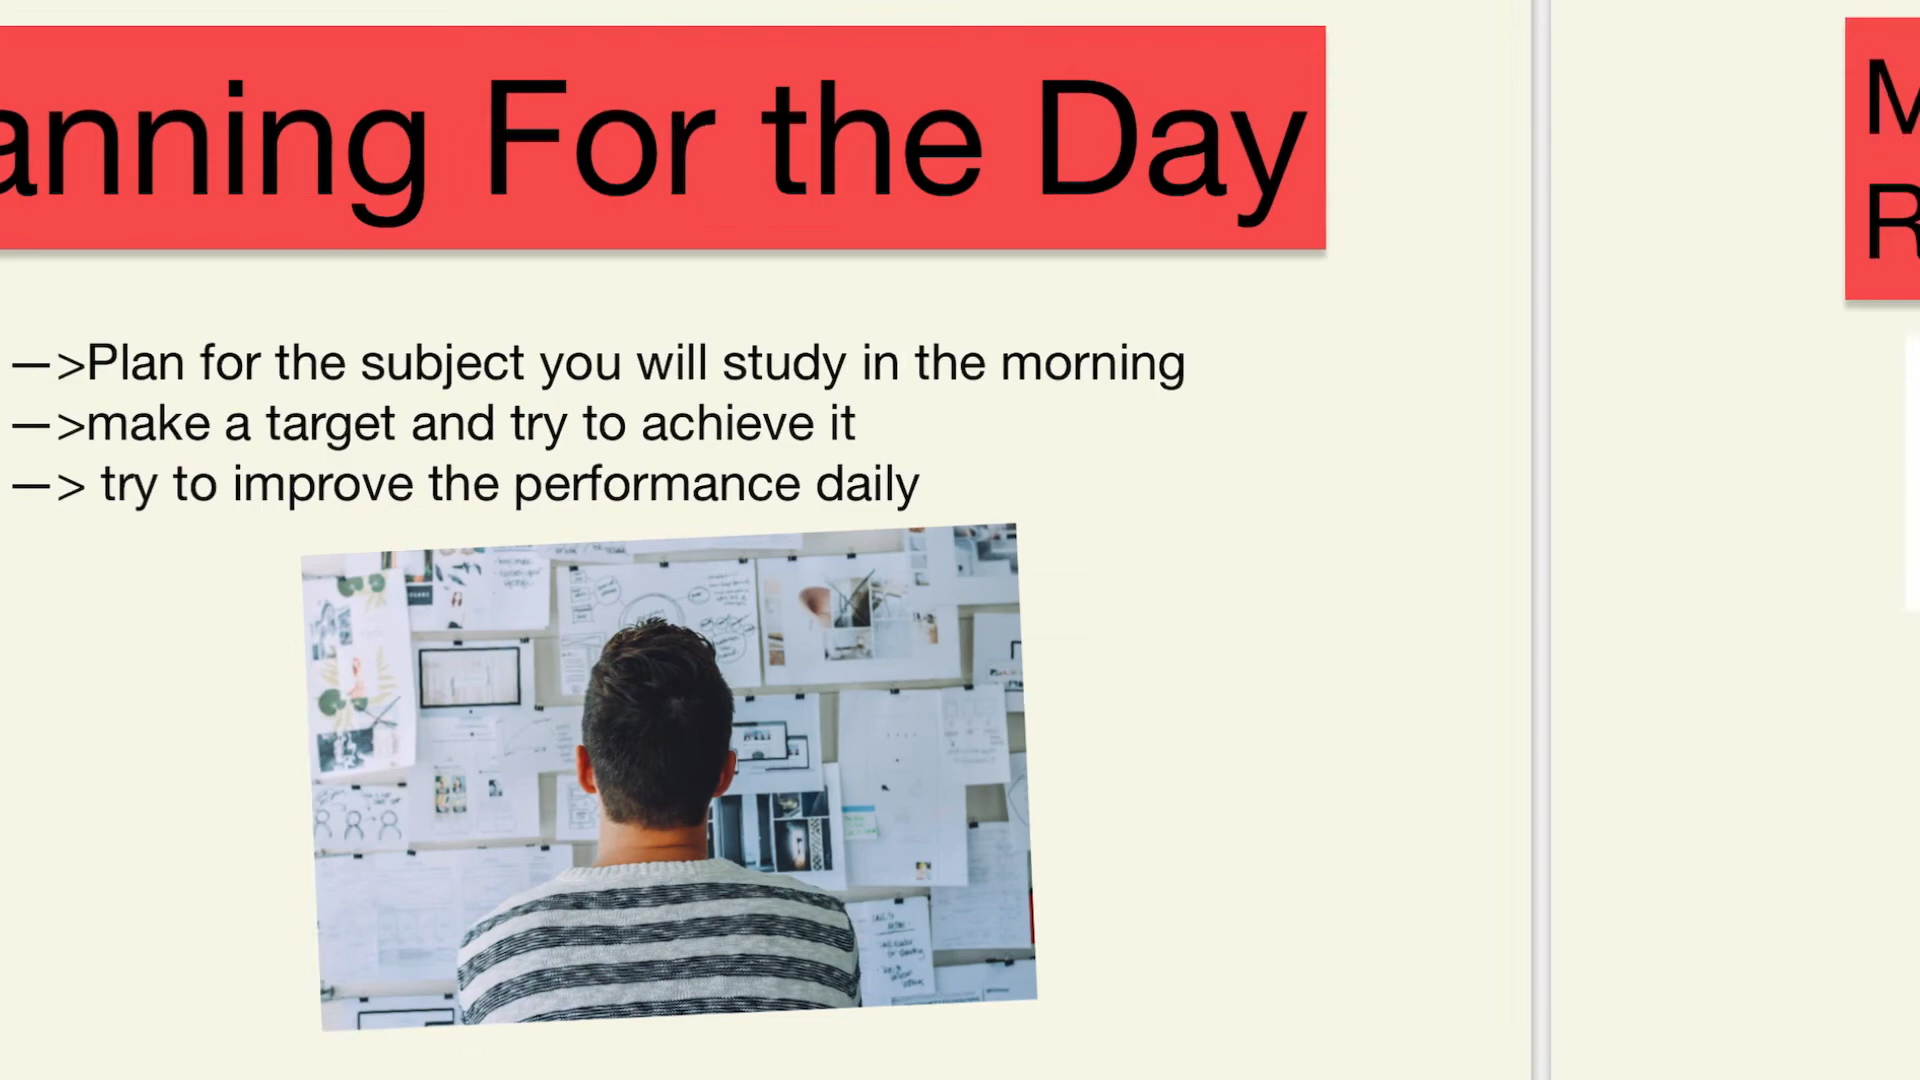 anning For the Day
—>Plan for the subject you will study in the morning
—>make a target and try to achieve it
—> try to improve the performance daily
M
R